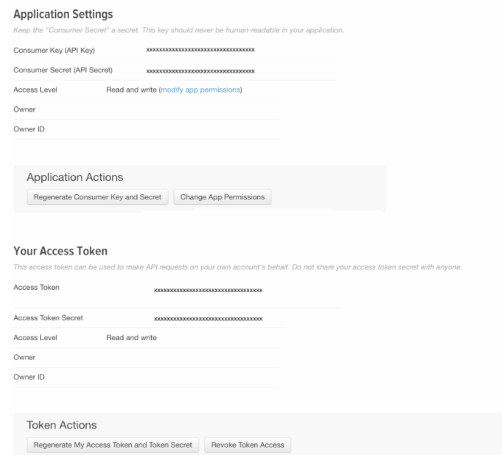 Application Settings
Keep the "Consumer Secret" a secret. This key should never be human-readable in your application.
Consumer Key (API Key) xxxxxxxxxxxxxxxxxxxxxxxxxxxxxxxxx
Consumer Secret (API Secret) xxxxxxxxxxxxxxxxxxxxxxxxxxxxxxxxx
Access Level Read and write (modify app permissions)
Owner
Owner ID
Application Actions
Regenerate Consumer Key and Secret Change App Permissions
Your Access Token
This access token can be used to make API requests on your own account's behalf. Do not share your access token secret with anyone.
Access Token xxxxxxxxxxxxxxxxxxxxxxxxxxxxxxxxx
Access Token Secret xxxxxxxxxxxxxxxxxxxxxxxxxxxxxxxxx
Access Level Read and write
Owner
Owner ID
Token Actions
Regenerate My Access Token and Token Secret Revoke Token Access